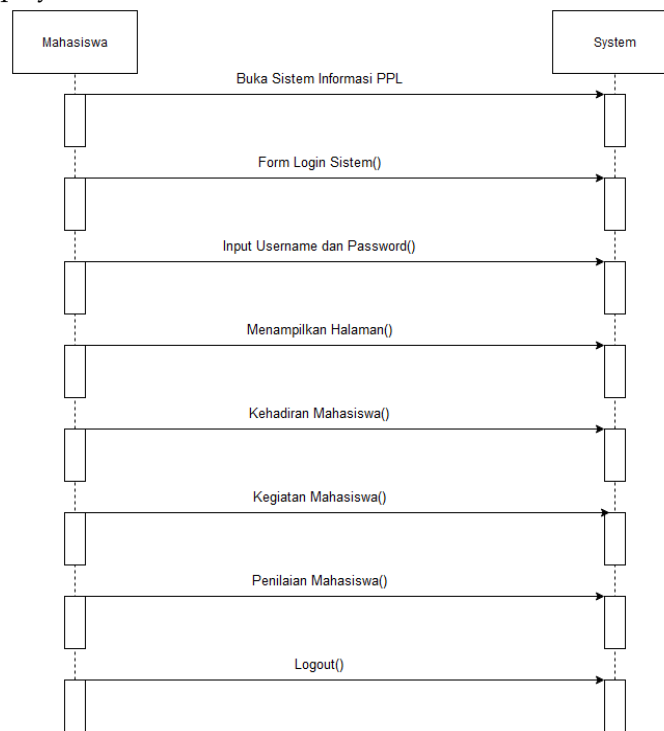 Mahasiswa
System
Buka Sistem Informasi PPL
Form Login Sistem()
Input Username dan Password()
Menampilkan Halaman()
Kehadiran Mahasiswa()
Kegiatan Mahasiswa()
Penilaian Mahasiswa()
Logout()